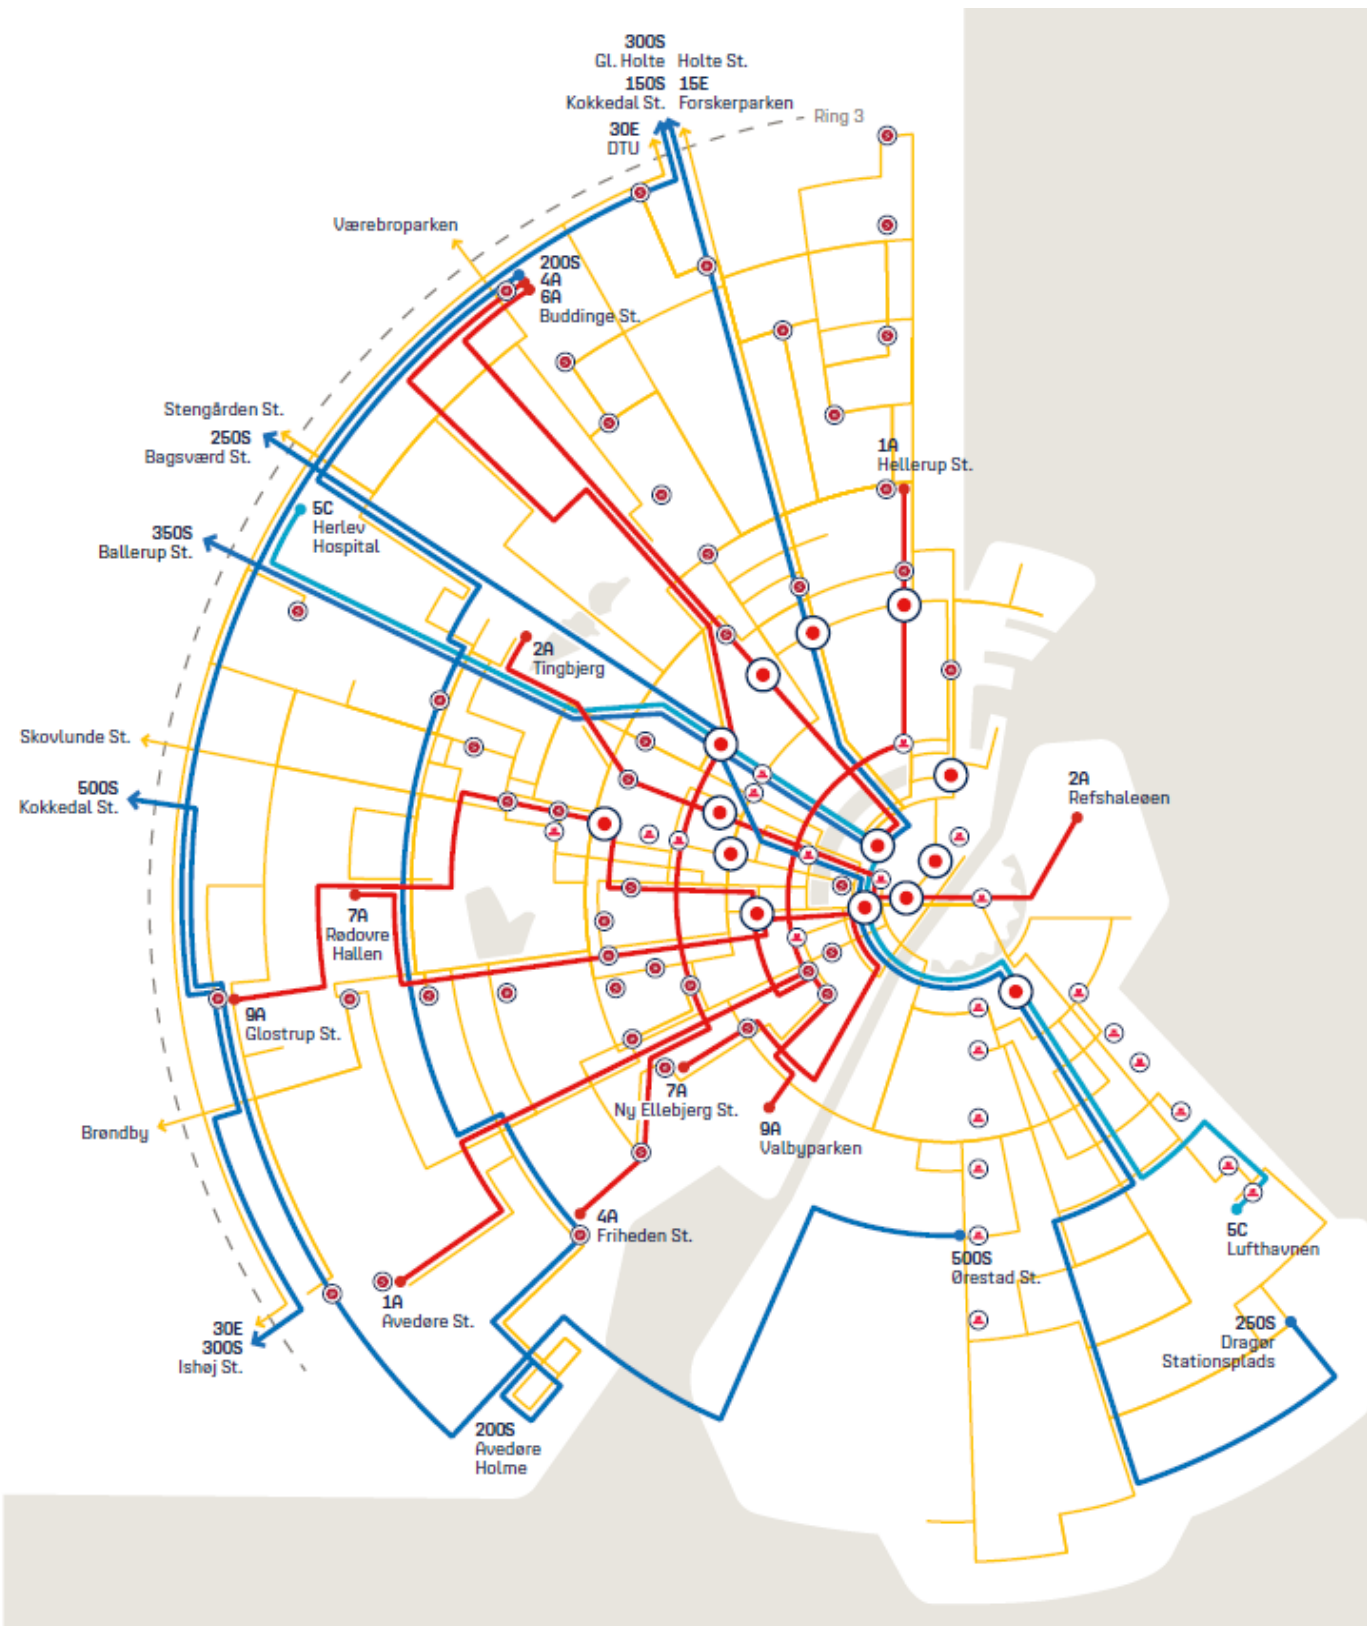 300S
Gl. Holte Holte St.
150S 15E
Kokkedal St. Forskerparken
Ring 3
30E
DTU
Værebroparken
200S
4A
6A
Buddinge St.
Stengården St.
250S
Bagsværd St.
1A
Hellerup St.
5C
Herlev
Hospital
350S
Ballerup St.
2A
Tingbjerg
Skovlunde St.
500S
Kokkedal St.
2A
Refshaleøen
7A
Rødovre
Hallen
9A
Glostrup St.
7A
Ny Ellebjerg St.
9A
Valbyparken
Brøndby
4A
Friheden St.
5C
Lufthavnen
500S
Ørestad St.
1A
Avedøre St.
30E
300S
Ishøj St.
250S
Dragør
Stationsplads
200S
Avedøre
Holme